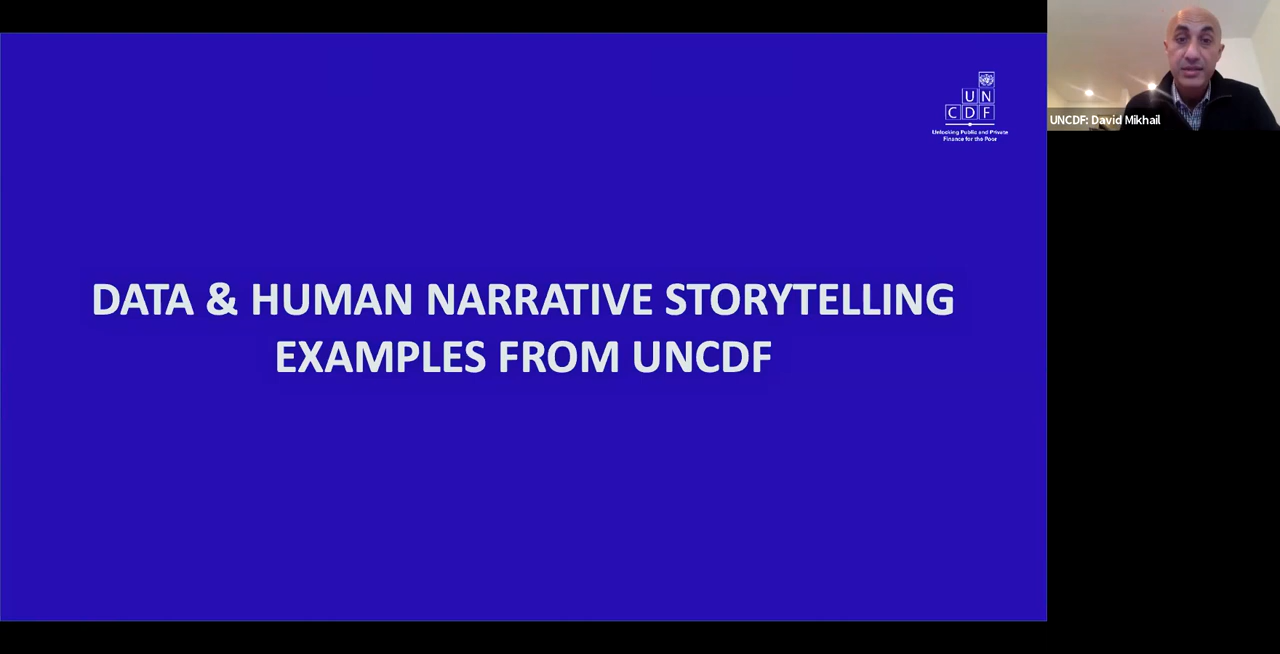 UN
CDF
Unlocking Public and Private
Finance for the Poor
UNCDF: David Mikhail
DATA & HUMAN NARRATIVE STORYTELLING
EXAMPLES FROM UNCDF